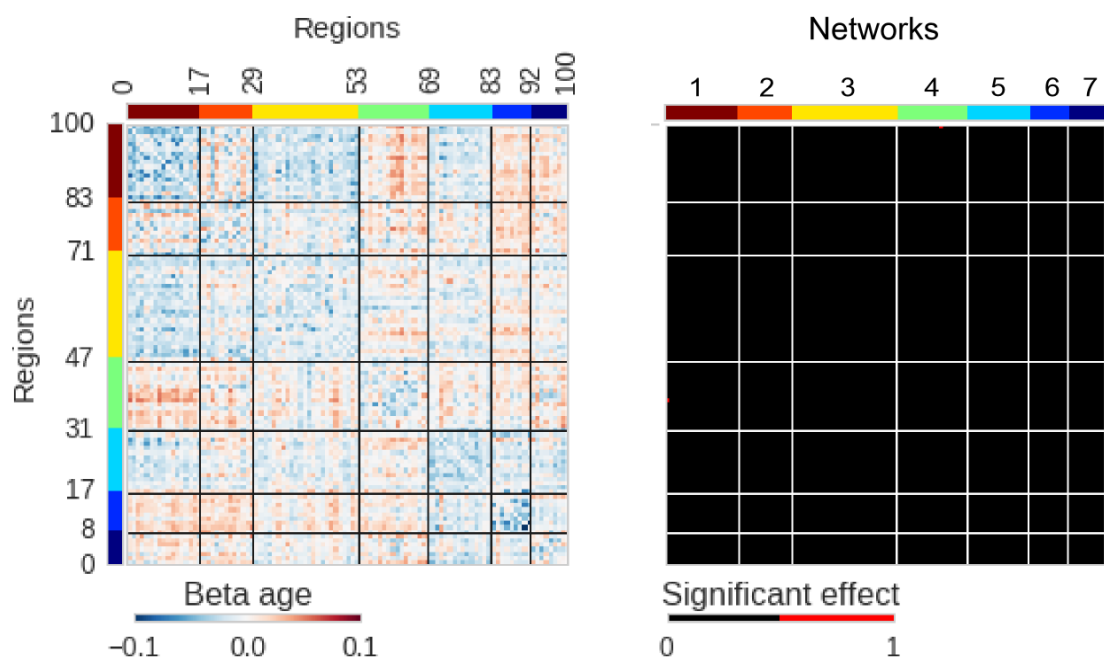 Regions
Networks
0 17 29 53 69 83 92 100
1 2 3 4 5 6 7
100
83
71
47
31
17
8
0
Regions
Beta age
−0.1 0.0 0.1
Significant effect
0 1